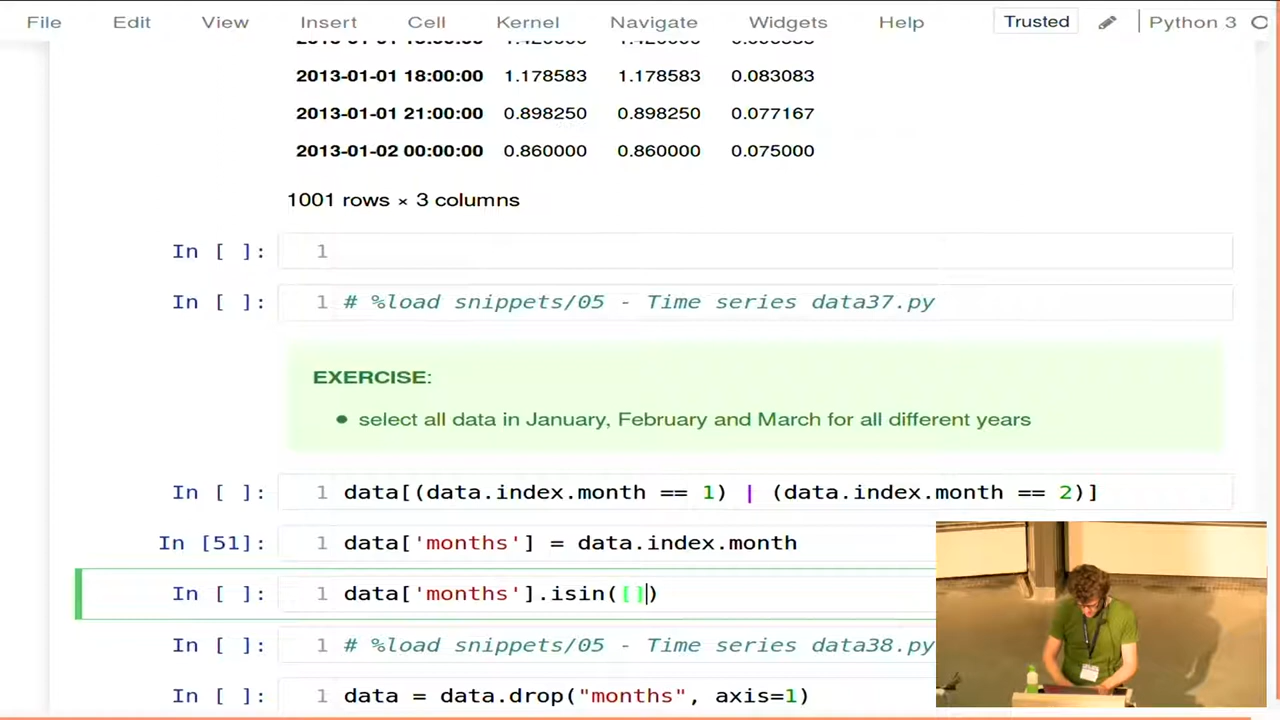 File Edit View Insert Cell Kernel Navigate Widgets Help Trusted Python 3
2013-01-01 18:00:00 1.178583 1.178583 0.083083
2013-01-01 21:00:00 0.898250 0.898250 0.077167
2013-01-02 00:00:00 0.860000 0.860000 0.075000
1001 rows × 3 columns
In [ ]: 1
In [ ]: 1 # %load snippets/05 - Time series data37.py
EXERCISE:
• select all data in January, February and March for all different years
In [ ]: 1 data[(data.index.month == 1) | (data.index.month == 2)]
In [51]: 1 data['months'] = data.index.month
In [ ]: 1 data['months'].isin([])
In [ ]: 1 # %load snippets/05 - Time series data38.py
In [ ]: 1 data = data.drop("months", axis=1)